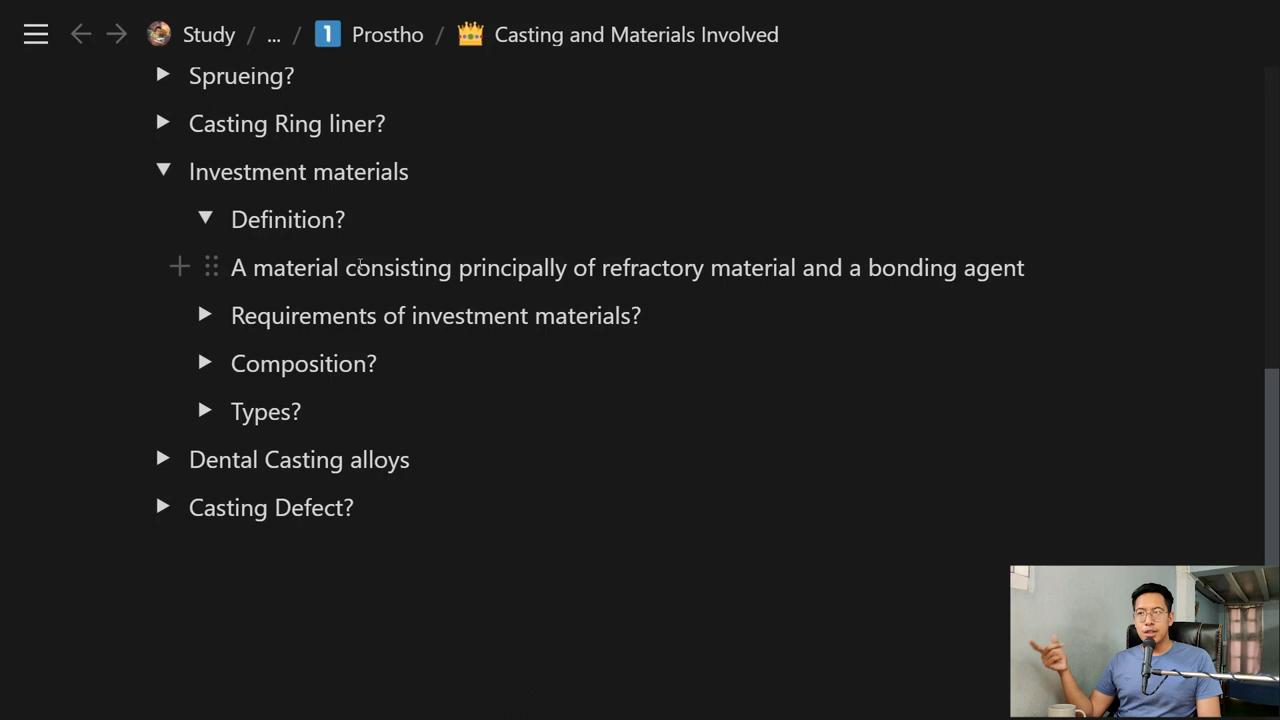 Study / ... / 1 Prostho / Casting and Materials Involved
Sprueing?
Casting Ring liner?
Investment materials
Definition?
A material consisting principally of refractory material and a bonding agent
Requirements of investment materials?
Composition?
Types?
Dental Casting alloys
Casting Defect?